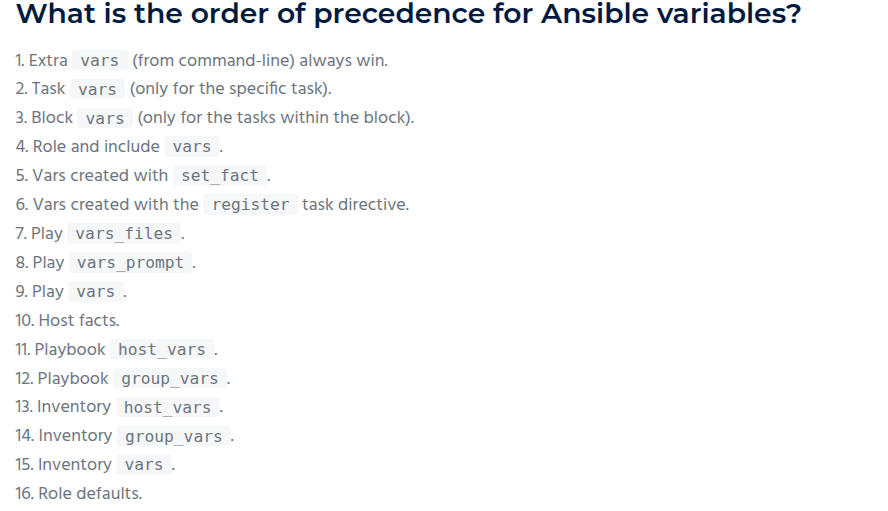 What is the order of precedence for Ansible variables?
1. Extra vars (from command-line) always win.
2. Task vars (only for the specific task).
3. Block vars (only for the tasks within the block).
4. Role and include vars .
5. Vars created with set_fact .
6. Vars created with the register task directive.
7. Play vars_files .
8. Play vars_prompt .
9. Play vars .
10. Host facts.
11. Playbook host_vars .
12. Playbook group_vars .
13. Inventory host_vars .
14. Inventory group_vars .
15. Inventory vars .
16. Role defaults.